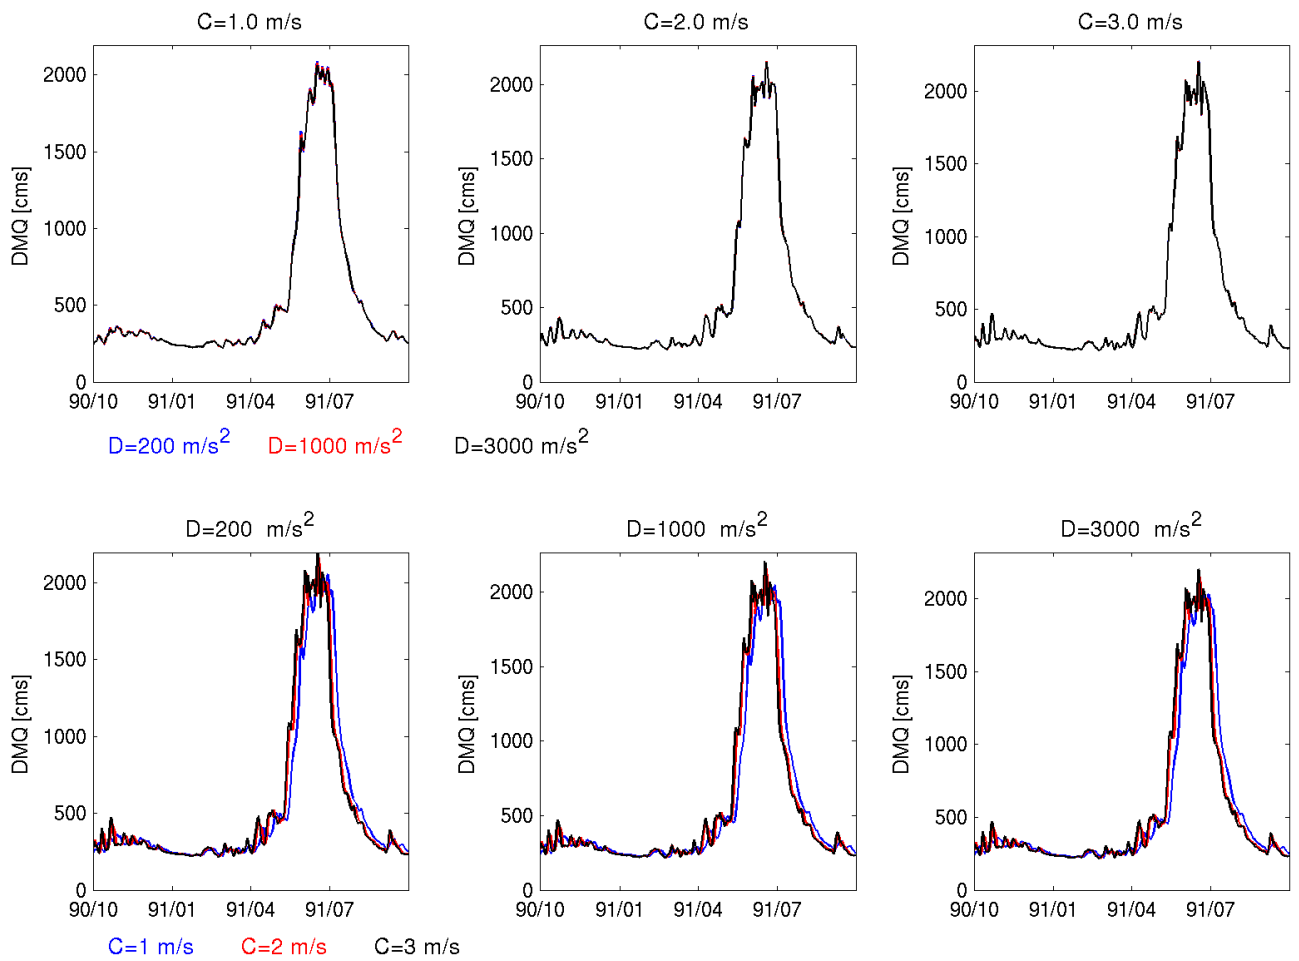 C=1.0 m/s
C=2.0 m/s
C=3.0 m/s
DMQ [cms]
2000
1500
1000
500
0
90/10 91/01 91/04 91/07
DMQ [cms]
2000
1500
1000
500
0
90/10 91/01 91/04 91/07
DMQ [cms]
2000
1500
1000
500
0
90/10 91/01 91/04 91/07
D=200 m/s² D=1000 m/s² D=3000 m/s²
D=200 m/s²
D=1000 m/s²
D=3000 m/s²
DMQ [cms]
2000
1500
1000
500
0
90/10 91/01 91/04 91/07
DMQ [cms]
2000
1500
1000
500
0
90/10 91/01 91/04 91/07
DMQ [cms]
2000
1500
1000
500
0
90/10 91/01 91/04 91/07
C=1 m/s C=2 m/s C=3 m/s